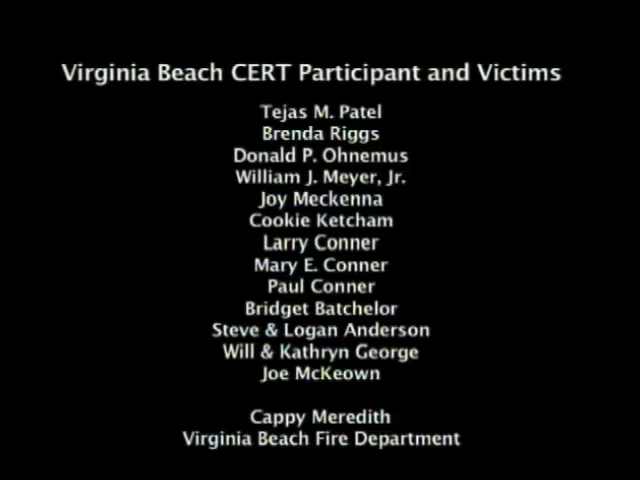 Virginia Beach CERT Participant and Victims
Tejas M. Patel
Brenda Riggs
Donald P. Ohnemus
William J. Meyer, Jr.
Joy Meckenna
Cookie Ketcham
Larry Conner
Mary E. Conner
Paul Conner
Bridget Batchelor
Steve & Logan Anderson
Will & Kathryn George
Joe McKeown
Cappy Meredith
Virginia Beach Fire Department